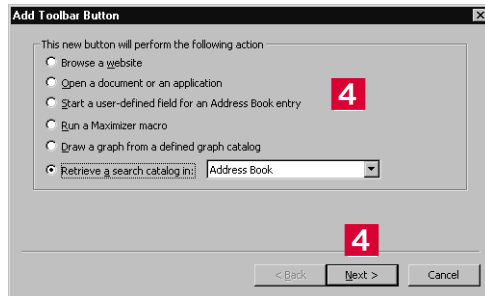 Add Toolbar Button
This new button will perform the following action
Browse a website
Open a document or an application
Start a user-defined field for an Address Book entry
4
Run a Maximizer macro
Draw a graph from a defined graph catalog
Retrieve a search catalog in: Address Book
4
< Back Next > Cancel